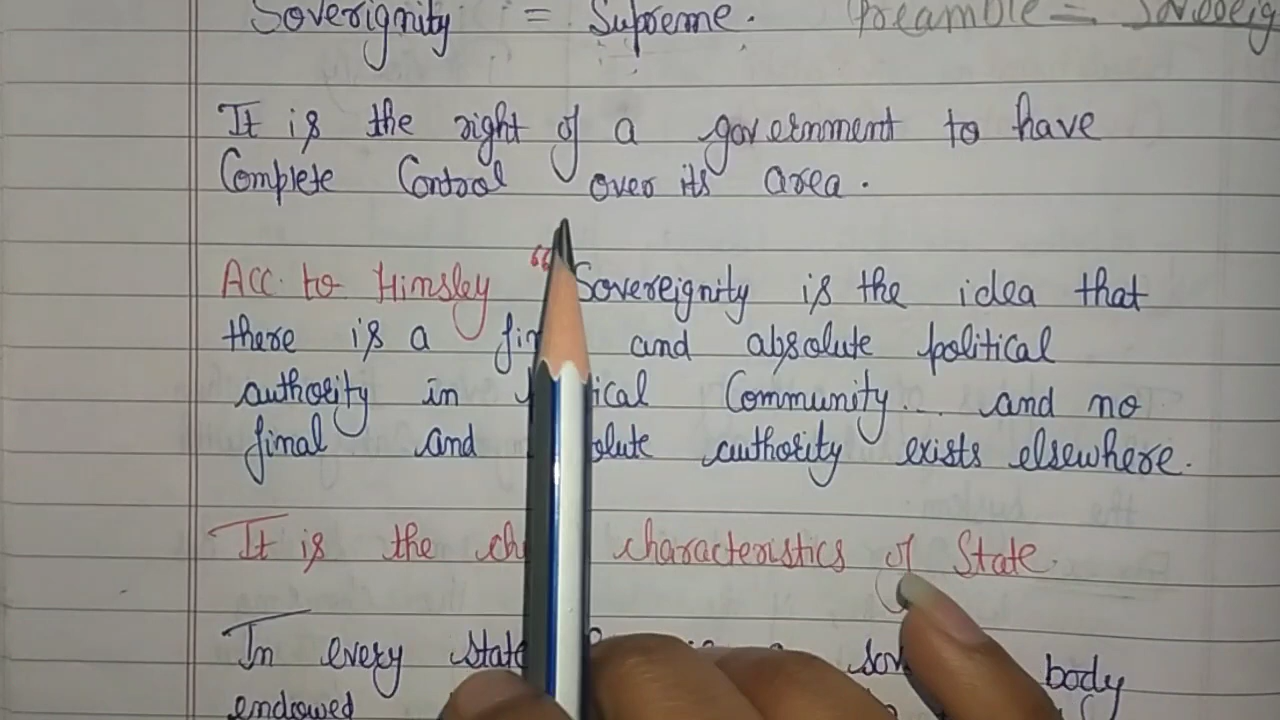 Soverignity = Supreme. Preamble =
It is the right of a government to have
Complete Control over its area.
Acc. to Hinsley "Sovereignity is the idea that
there is a and absolute political
authority in Community... and no
final and authority exists elsewhere.
It is the characteristics of State.
In every state body
endowed